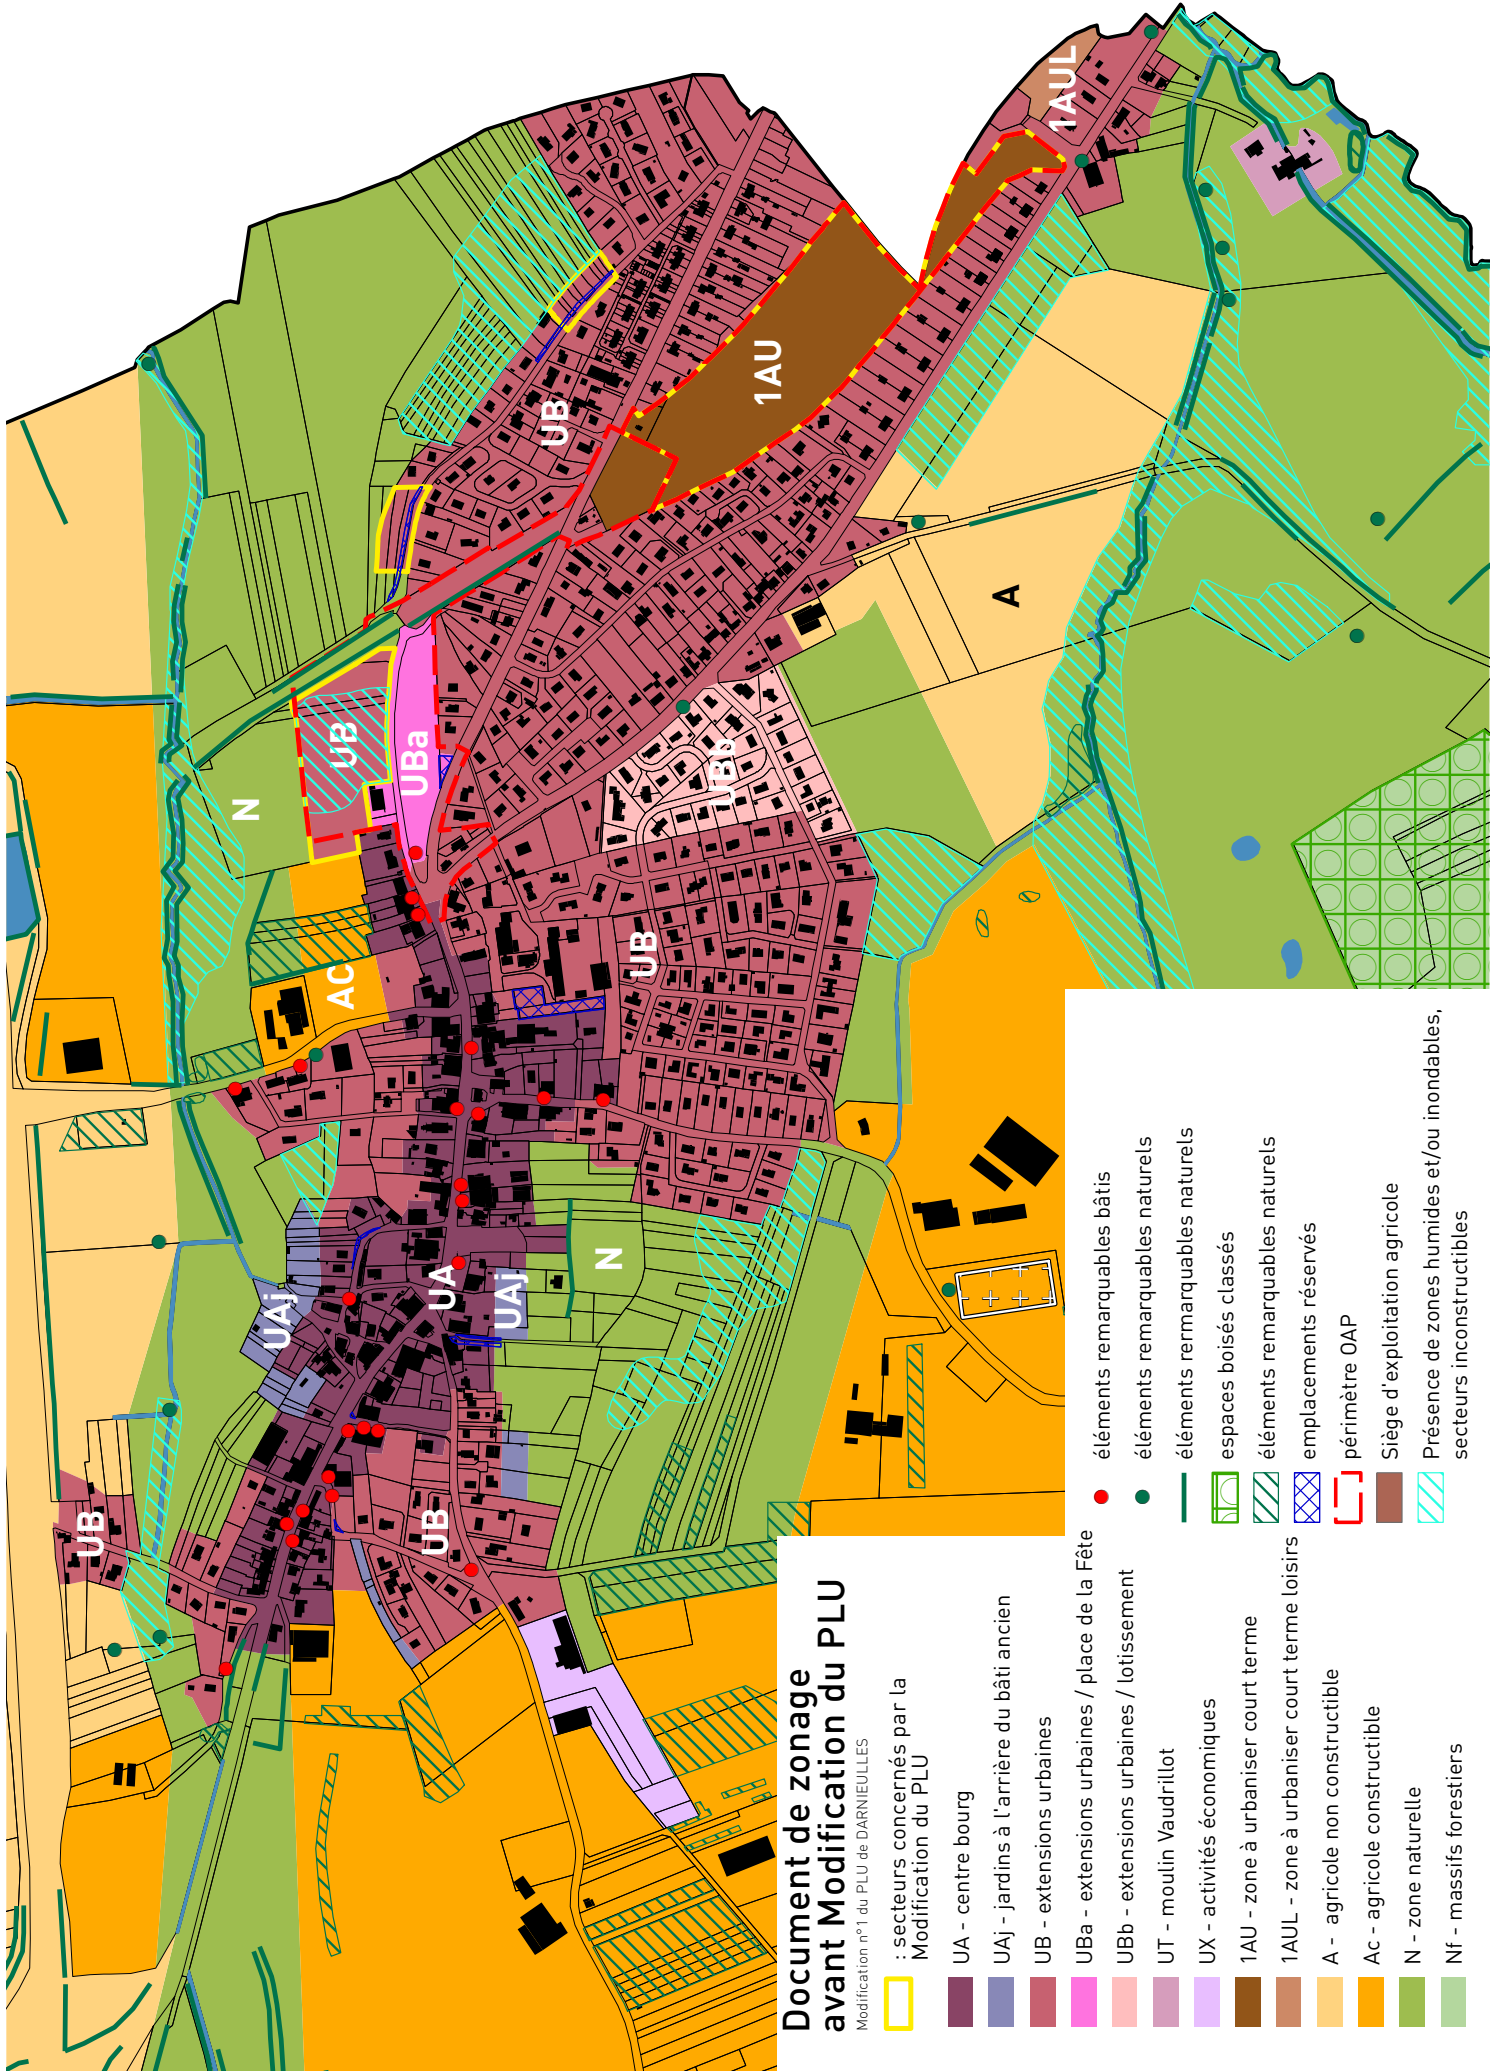 1AUL
1AU
UB
A
UB
UBa
UBb
N
AC
UB
UAj
UA
UAj
N
UB
UB
Document de zonage
avant Modification du PLU
Modification n°1 du PLU de DARNIEULLES
: secteurs concernés par la
Modification du PLU
UA - centre bourg
UAj - jardins à l'arrière du bâti ancien
UB - extensions urbaines
UBa - extensions urbaines / place de la Fête
UBb - extensions urbaines / lotissement
UT - moulin Vaudrillot
UX - activités économiques
1AU - zone à urbaniser court terme
1AUL - zone à urbaniser court terme loisirs
A - agricole non constructible
Ac - agricole constructible
N - zone naturelle
Nf - massifs forestiers
éléments remarquables bâtis
éléments remarquables naturels
éléments rermarquables naturels
espaces boisés classés
éléments remarquables naturels
emplacements réservés
périmètre OAP
Siège d'exploitation agricole
Présence de zones humides et/ou inondables,
secteurs inconstructibles